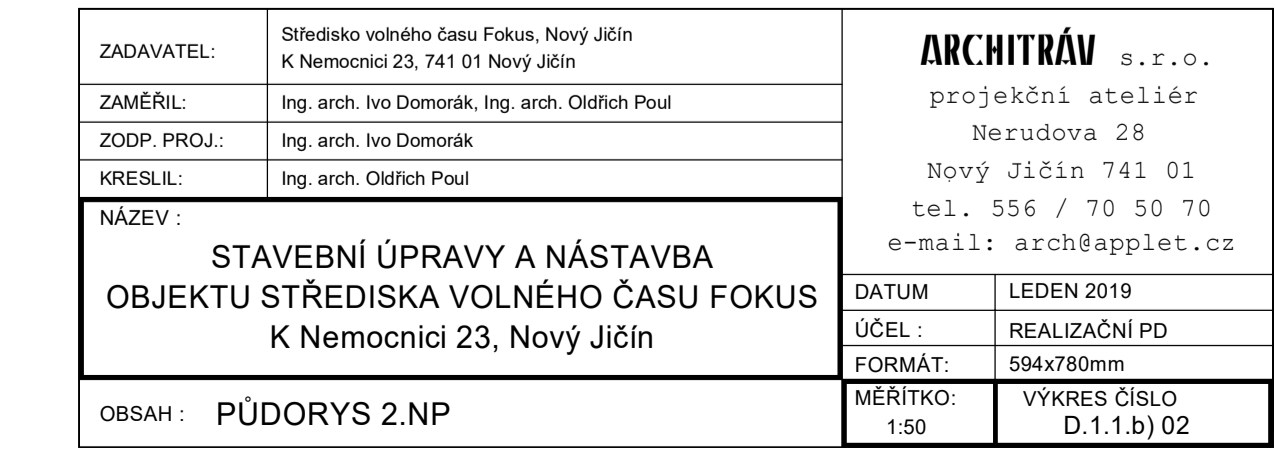 ZADAVATEL:
Středisko volného času Fokus, Nový Jičín
K Nemocnici 23, 741 01 Nový Jičín
ZAMĚŘIL:
Ing. arch. Ivo Domorák, Ing. arch. Oldřich Poul
ZODP. PROJ.:
Ing. arch. Ivo Domorák
KRESLIL:
Ing. arch. Oldřich Poul
NÁZEV :
STAVEBNÍ ÚPRAVY A NÁSTAVBA
OBJEKTU STŘEDISKA VOLNÉHO ČASU FOKUS
K Nemocnici 23, Nový Jičín
OBSAH : PŮDORYS 2.NP
ARCHITRÁV s.r.o.
projekční ateliér
Nerudova 28
Nový Jičín 741 01
tel. 556 / 70 50 70
e-mail: arch@applet.cz
DATUM
LEDEN 2019
ÚČEL :
REALIZAČNÍ PD
FORMÁT:
594x780mm
MĚŘÍTKO:
1:50
VÝKRES ČÍSLO
D.1.1.b) 02